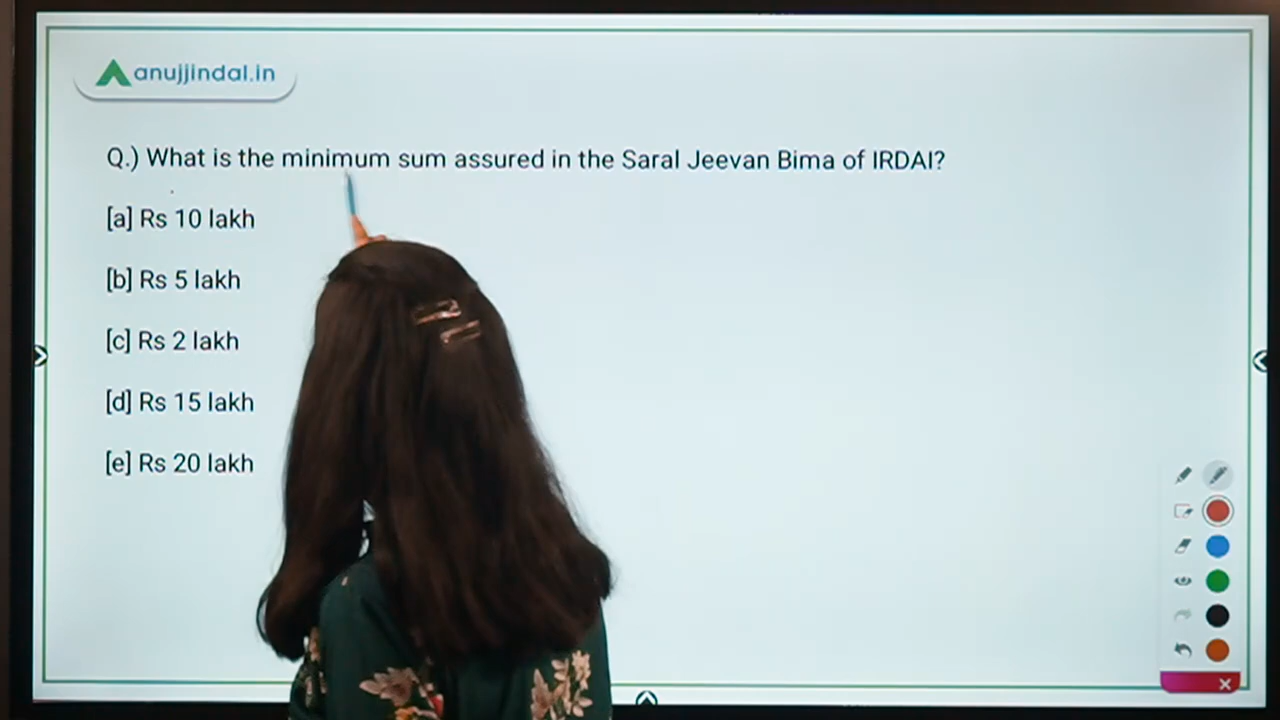 anujjindal.in
Q.) What is the minimum sum assured in the Saral Jeevan Bima of IRDAI?
[a] Rs 10 lakh
[b] Rs 5 lakh
[c] Rs 2 lakh
[d] Rs 15 lakh
[e] Rs 20 lakh